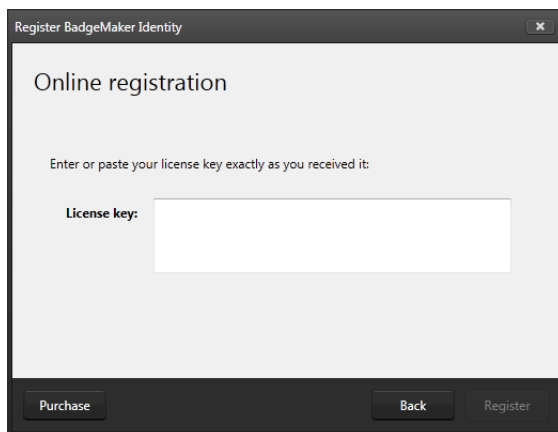 Register BadgeMaker Identity
Online registration
Enter or paste your license key exactly as you received it:
License key:
Purchase
Back
Register